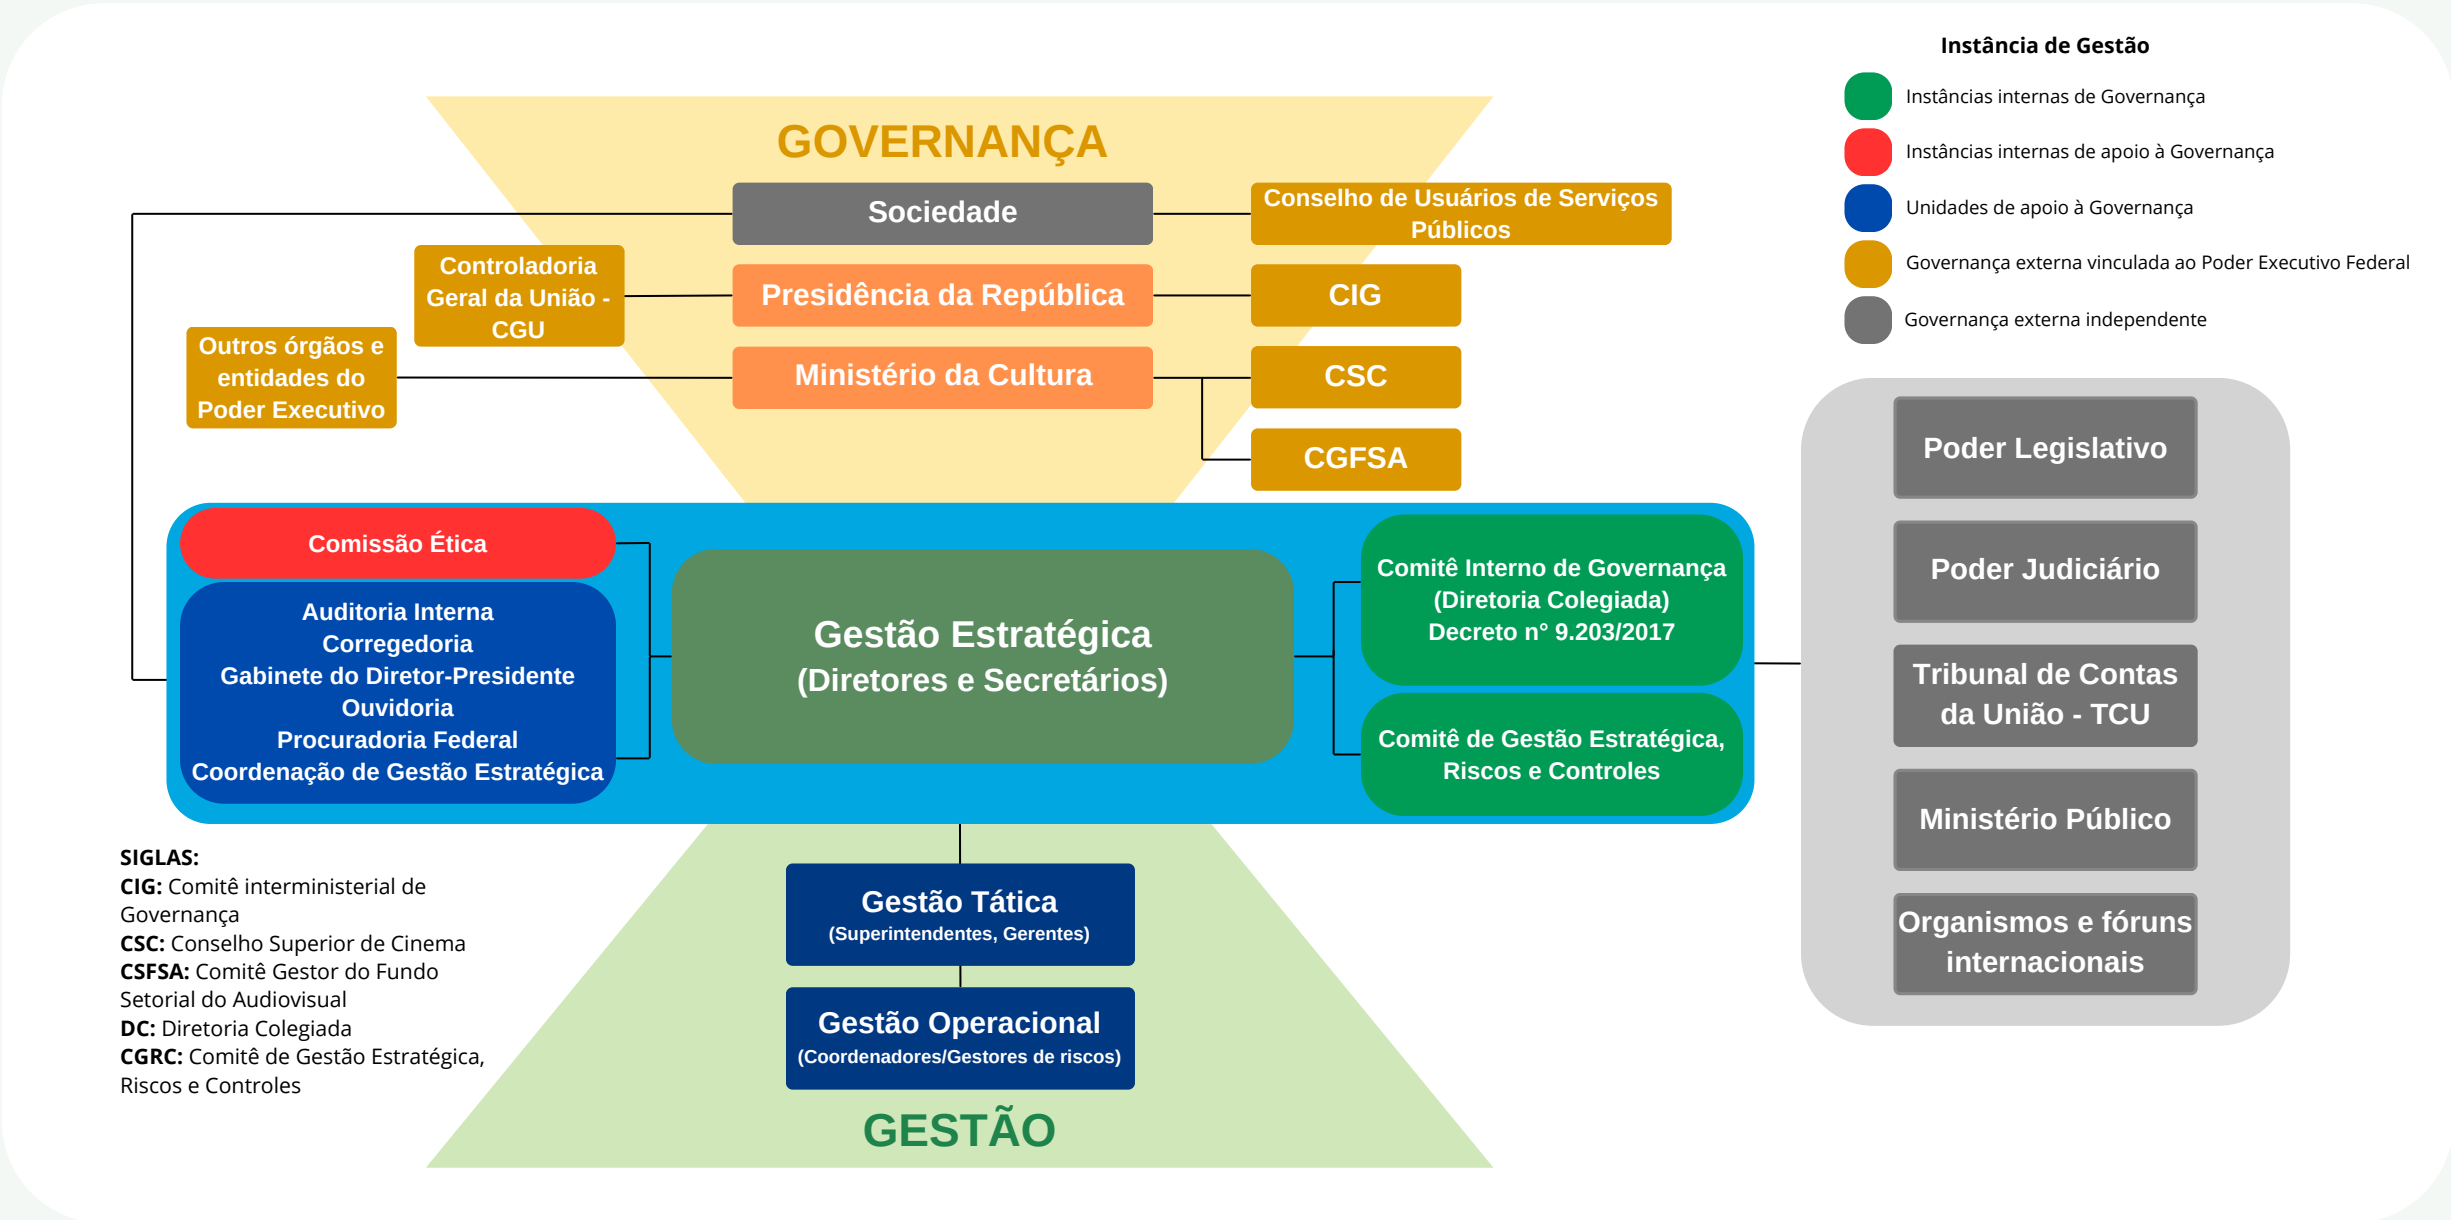 Instância de Gestão
Instâncias internas de Governança
Instâncias internas de apoio à Governança
Unidades de apoio à Governança
Governança externa vinculada ao Poder Executivo Federal
Governança externa independente
GOVERNANÇA
Sociedade
Conselho de Usuários de Serviços
Públicos
Controladoria
Geral da União -
CGU
Presidência da República
CIG
Outros órgãos e
entidades do
Poder Executivo
Ministério da Cultura
CSC
CGFSA
Comissão Ética
Auditoria Interna
Corregedoria
Gabinete do Diretor-Presidente
Ouvidoria
Procuradoria Federal
Coordenação de Gestão Estratégica
Gestão Estratégica
(Diretores e Secretários)
Comitê Interno de Governança
(Diretoria Colegiada)
Decreto n° 9.203/2017
Comitê de Gestão Estratégica,
Riscos e Controles
Poder Legislativo
Poder Judiciário
Tribunal de Contas
da União - TCU
Ministério Público
Organismos e fóruns
internacionais
Gestão Tática
(Superintendentes, Gerentes)
Gestão Operacional
(Coordenadores/Gestores de riscos)
GESTÃO
SIGLAS:
CIG: Comitê interministerial de
Governança
CSC: Conselho Superior de Cinema
CSFSA: Comitê Gestor do Fundo
Setorial do Audiovisual
DC: Diretoria Colegiada
CGRC: Comitê de Gestão Estratégica,
Riscos e Controles